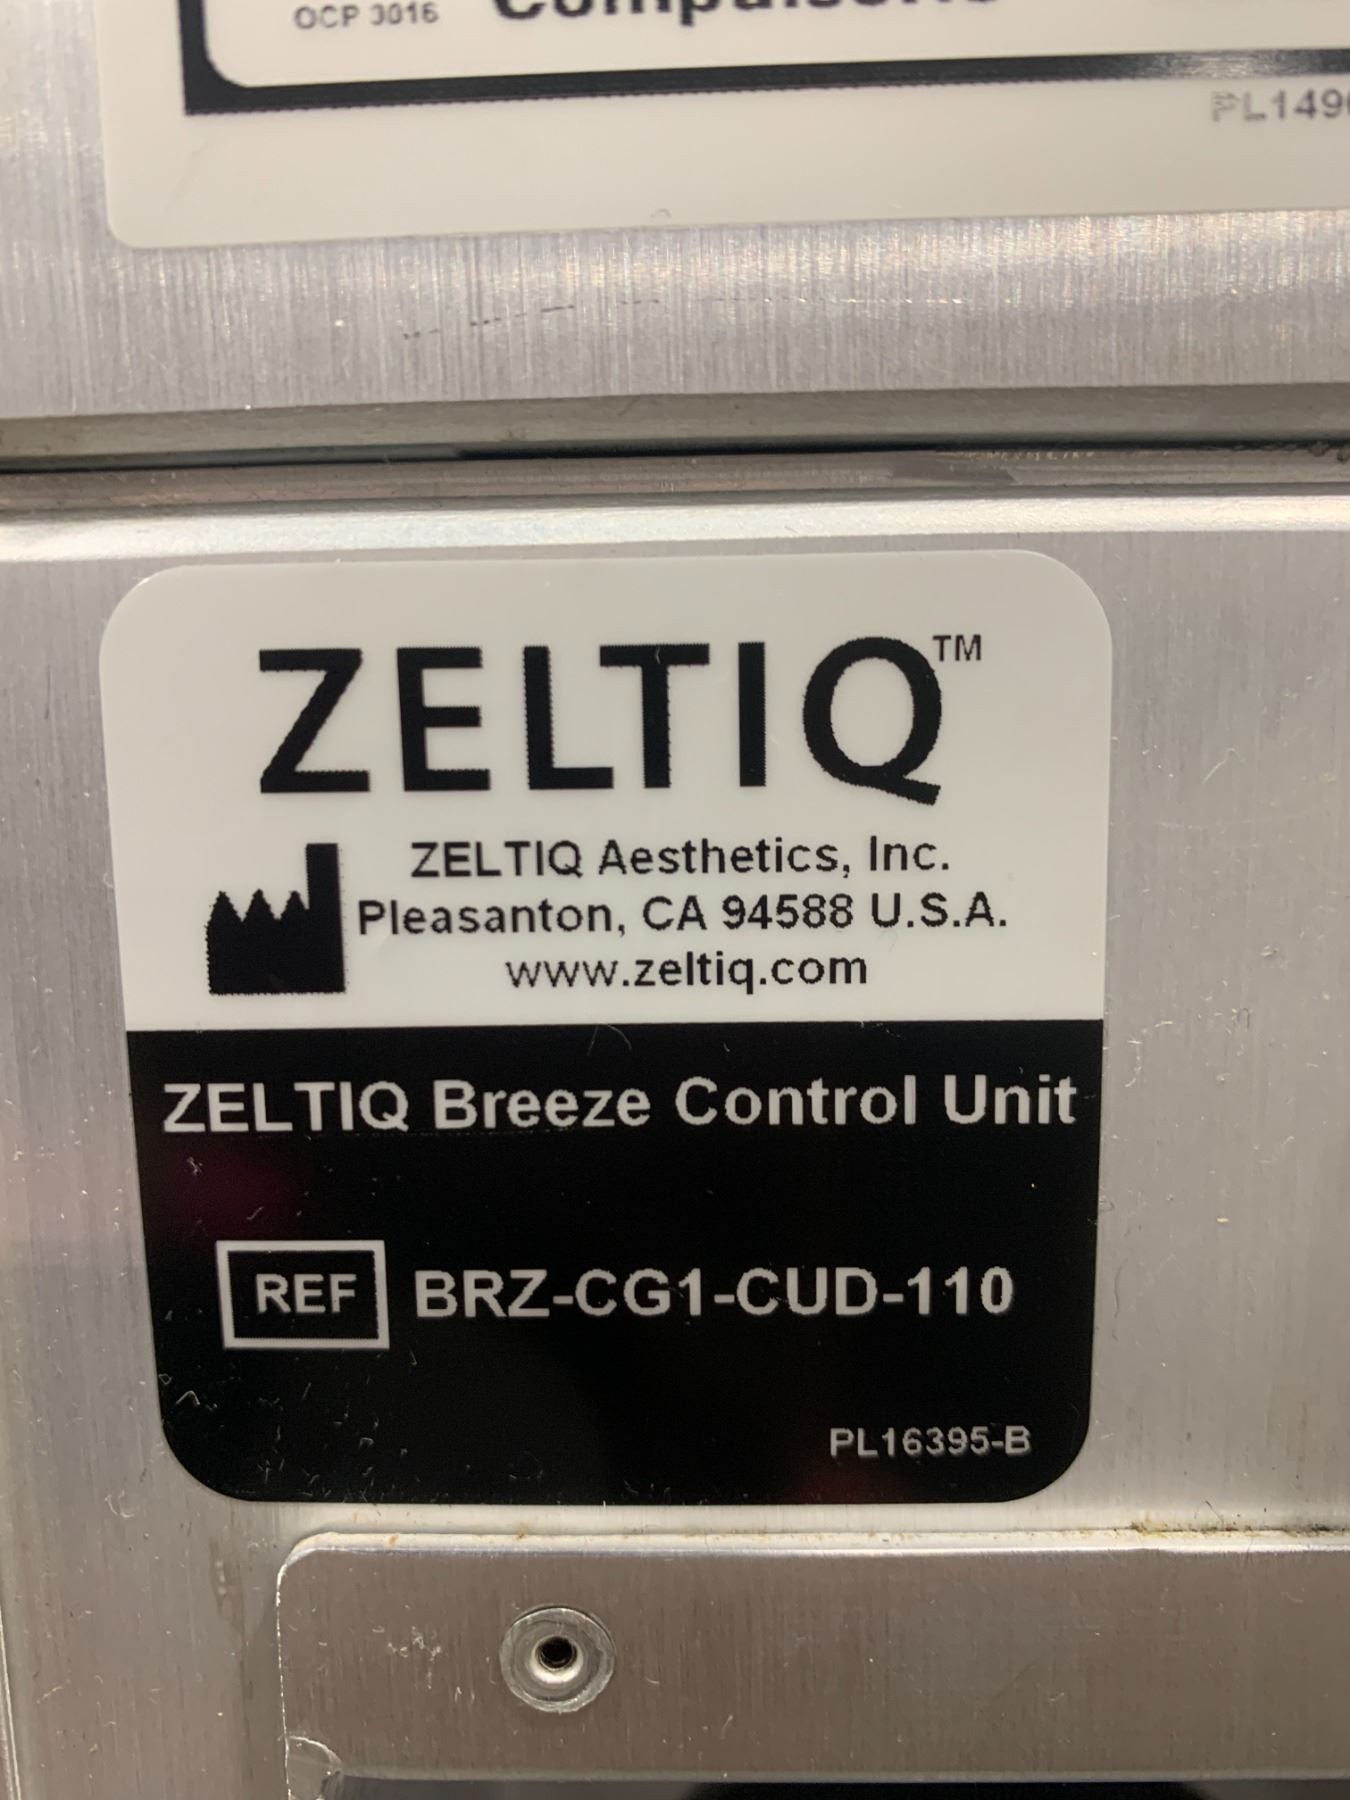 OCP 3016
ZELTIQ™
ZELTIQ Aesthetics, Inc.
Pleasanton, CA 94588 U.S.A.
www.zeltiq.com
ZELTIQ Breeze Control Unit
REF BRZ-CG1-CUD-110
PL16395-B